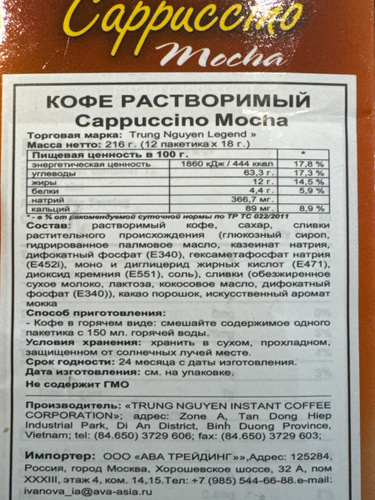 Cappuccino
Mocha
КОФЕ РАСТВОРИМЫЙ
Cappuccino Mocha
Торговая марка: Trung Nguyen Legend »
Масса нетто: 216 г. (12 пакетика х 18 г.)
Пищевая ценность в 100 г. *
энергетическая ценность 1860 кДж / 444 ккал 17,8 %
углеводы 63,3 г. 17,3 %
жиры 12 г. 14,5 %
белки 4,4 г. 5,9 %
натрий 366,7 мг.
кальций 89 мг. 8,9 %
* - в % от рекомендуемой суточной нормы по ТР ТС 022/2011
Состав: растворимый кофе, сахар, сливки
растительного происхождения (глюкозный сироп,
гидрированное палмовое масло, казеинат натрия,
дифокатный фосфат (Е340), гексаметафосфат натрия
(Е452i), моно и диглицерид жирных кислот (Е471),
диоксид кремния (Е551), соль), сливки (обезжиренное
сухое молоко, лактоза, кокосовое масло, дифокатный
фосфат (Е340)), какао порошок, искусственный аромат
мокка
Способ приготовления:
- Кофе в горячем виде: смешайте содержимое одного
пакетика с 150 мл. горячей воды.
Условия хранения: хранить в сухом, прохладном,
защищенном от солнечных лучей месте.
Срок годности: 24 месяца с даты изготовления.
Дата изготовления: см. на упаковке.
Не содержит ГМО
Производитель: «TRUNG NGUYEN INSTANT COFFEE
CORPORATION»; адрес: Zone A, Tan Dong Hiep
Industrial Park, Di An District, Binh Duong Province,
Vietnam; tel: (84.650) 3729 606; fax: (84.650) 3729 603;
Импортер: ООО «АВА ТРЕЙДИНГ»»,Адрес: 125284,
Россия, город Москва, Хорошевское шоссе, 32 А, пом
XXXIII, этаж 4, ком. 14,15.Тел: +7 (985) 544-66-88.e-mail:
ivanova_ia@ava-asia.ru